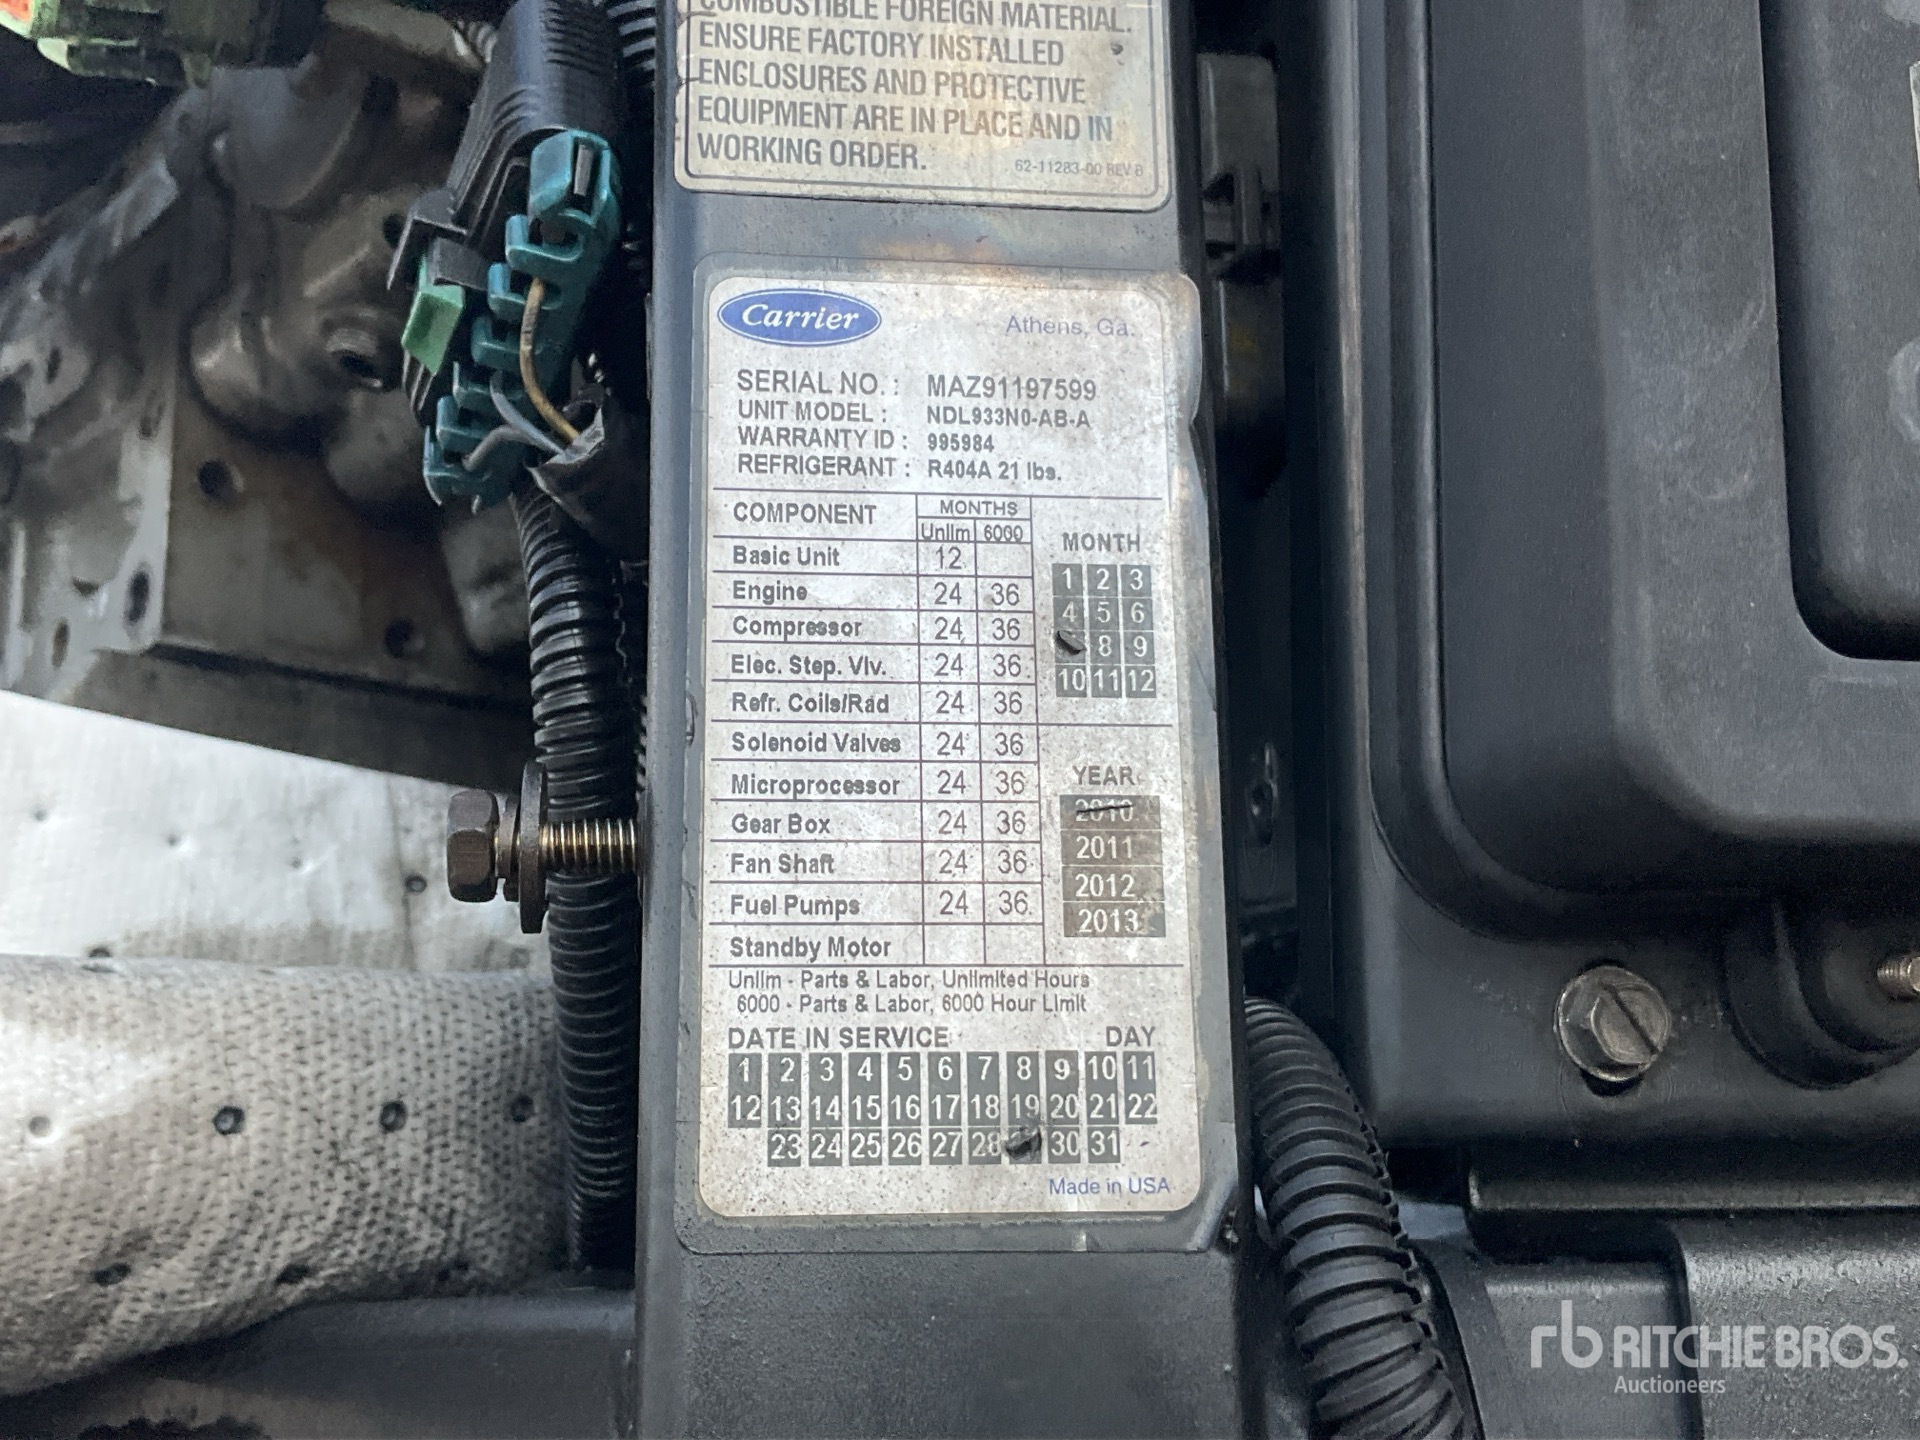 COMBUSTIBLE FOREIGN MATERIAL.
ENSURE FACTORY INSTALLED
ENCLOSURES AND PROTECTIVE
EQUIPMENT ARE IN PLACE AND IN
WORKING ORDER.
62-11283-00 REV B
Carrier
Athens, Ga.
SERIAL NO. : MAZ91197599
UNIT MODEL : NDL933N0-AB-A
WARRANTY ID : 995984
REFRIGERANT : R404A 21 lbs.
COMPONENT MONTHS
Unlim 6000
Basic Unit 12
Engine 24 36
Compressor 24 36
Elec. Step. Vlv. 24 36
Refr. Coils/Rad 24 36
Solenoid Valves 24 36
Microprocessor 24 36
Gear Box 24 36
Fan Shaft 24 36
Fuel Pumps 24 36
Standby Motor
MONTH
1 2 3
4 5 6
8 9
10 11 12
YEAR
2010
2011
2012
2013
Unlim - Parts & Labor, Unlimited Hours
6000 - Parts & Labor, 6000 Hour Limit
DATE IN SERVICE DAY
1 2 3 4 5 6 7 8 9 10 11
12 13 14 15 16 17 18 19 20 21 22
23 24 25 26 27 28 30 31
Made in USA
rb RITCHIE BROS.
Auctioneers